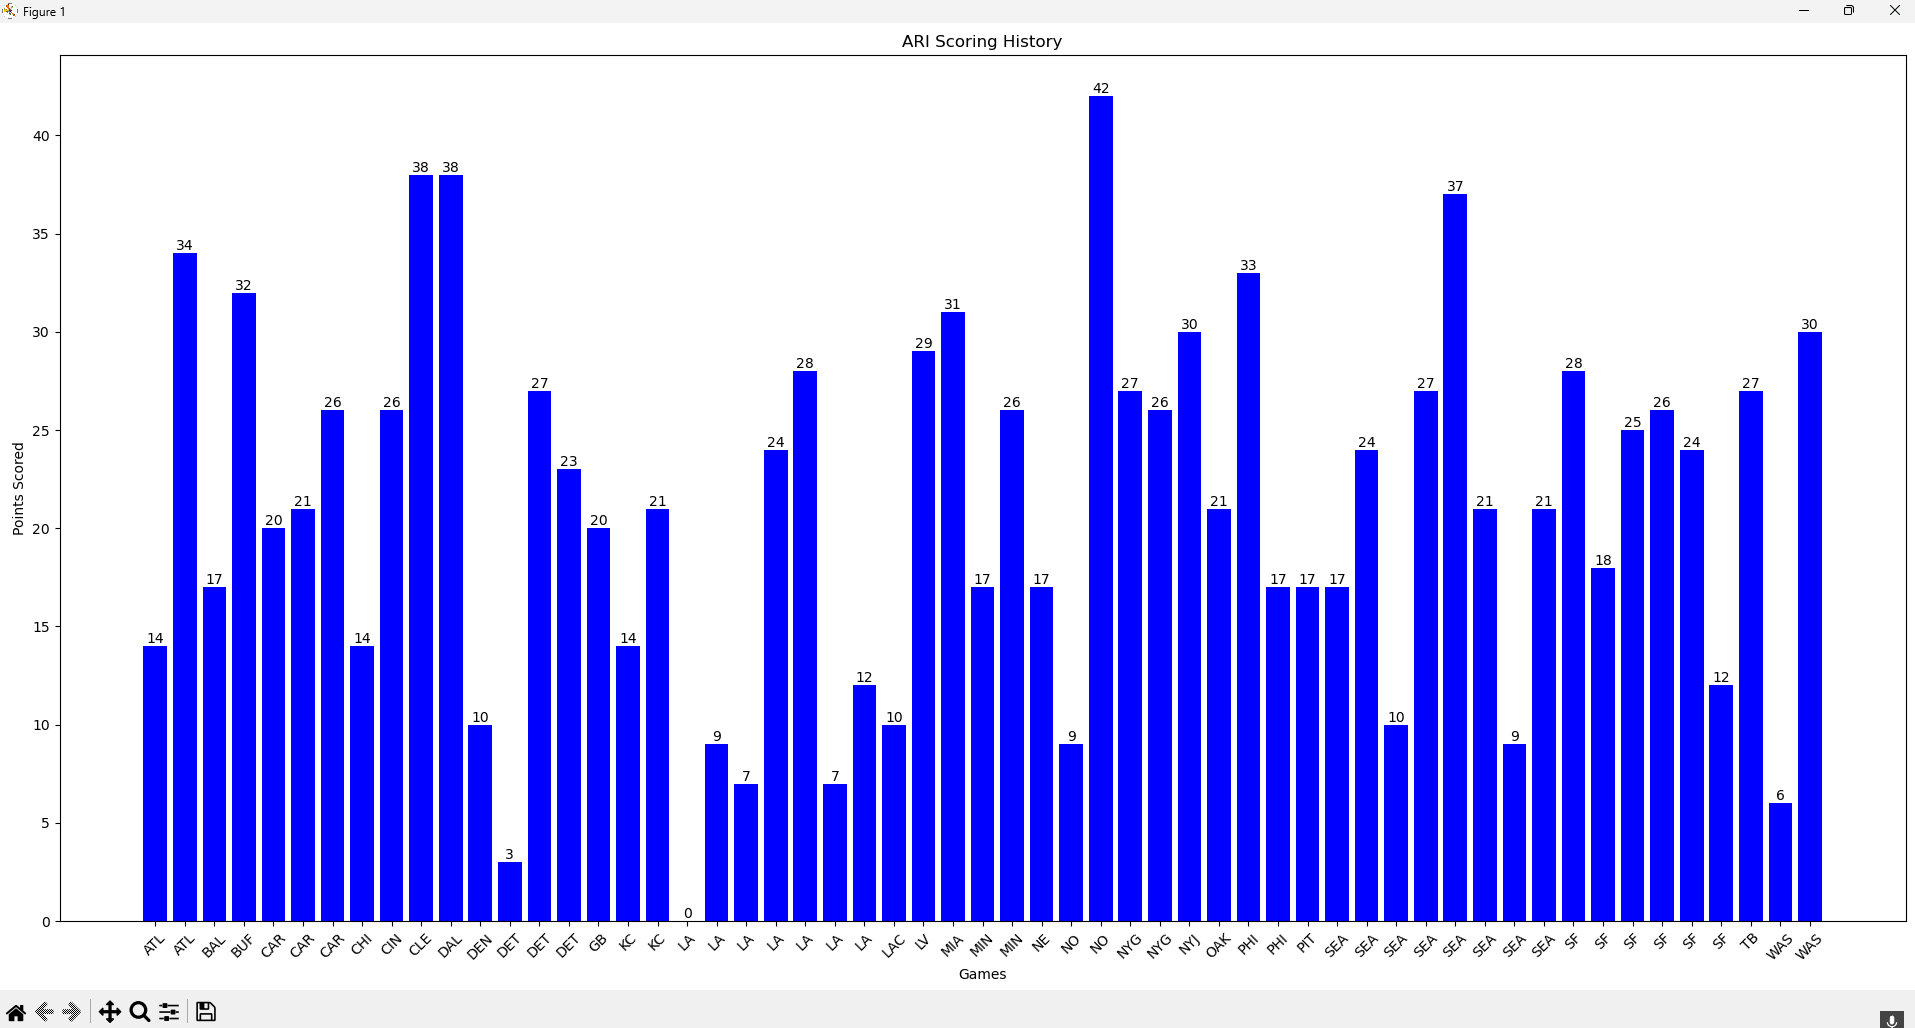 Figure 1
ARI Scoring History
42
38 38
37
34
33
32
31
30 30
29
28 28
27 27 27 27
26 26 26 26 26
25
24 24 24
23
21 21 21 21 21
20 20
18
17 17 17 17 17 17
14 14 14
12 12
10 10 10
9 9 9
7 7
6
3
0
40
35
30
25
20
15
10
5
0
Points Scored
ATL ATL BAL BUF CAR CAR CAR CHI CIN CLE DAL DEN DET DET DET GB KC KC LA LA LA LA LA LA LA LAC LV MIA MIN MIN NE NO NO NYG NYG NYJ OAK PHI PHI PIT SEA SEA SEA SEA SEA SEA SEA SEA SF SF SF SF SF SF TB WAS WAS
Games